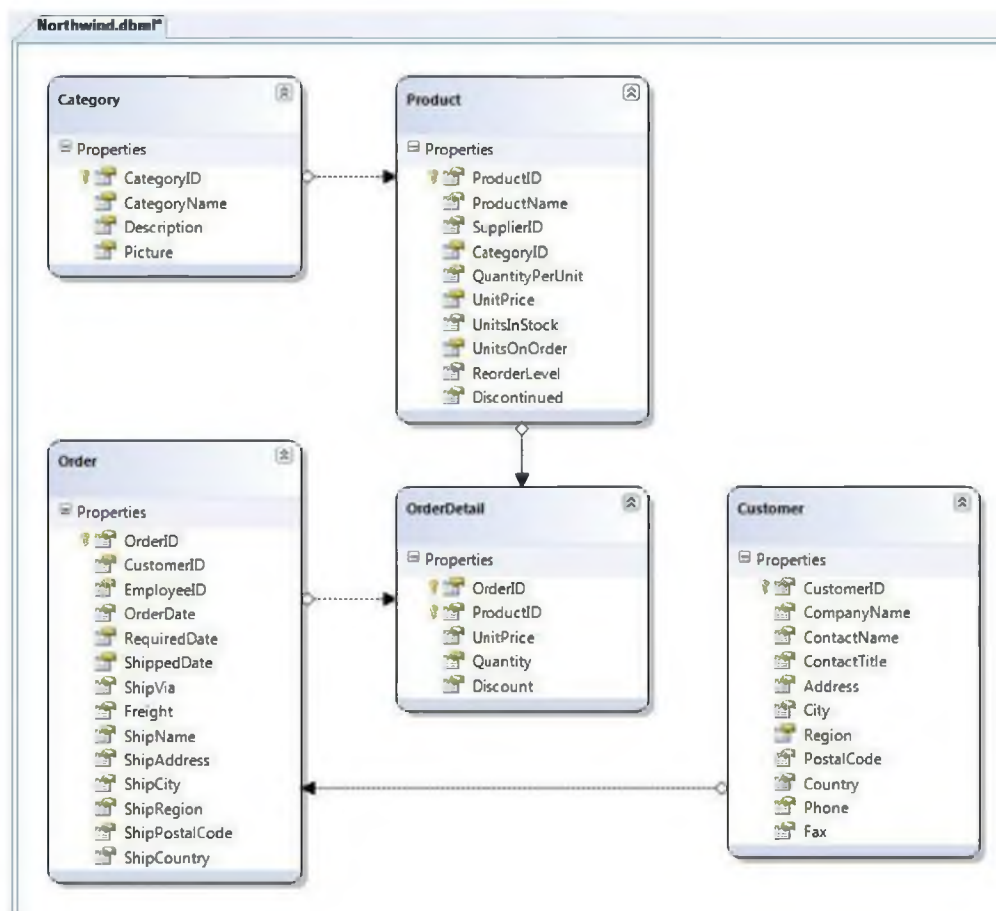 Northwind.dbml*
Category
Properties
CategoryID
CategoryName
Description
Picture
Product
Properties
ProductID
ProductName
SupplierID
CategoryID
QuantityPerUnit
UnitPrice
UnitsInStock
UnitsOnOrder
ReorderLevel
Discontinued
Order
Properties
OrderID
CustomerID
EmployeeID
OrderDate
RequiredDate
ShippedDate
ShipVia
Freight
ShipName
ShipAddress
ShipCity
ShipRegion
ShipPostalCode
ShipCountry
OrderDetail
Properties
OrderID
ProductID
UnitPrice
Quantity
Discount
Customer
Properties
CustomerID
CompanyName
ContactName
ContactTitle
Address
City
Region
PostalCode
Country
Phone
Fax